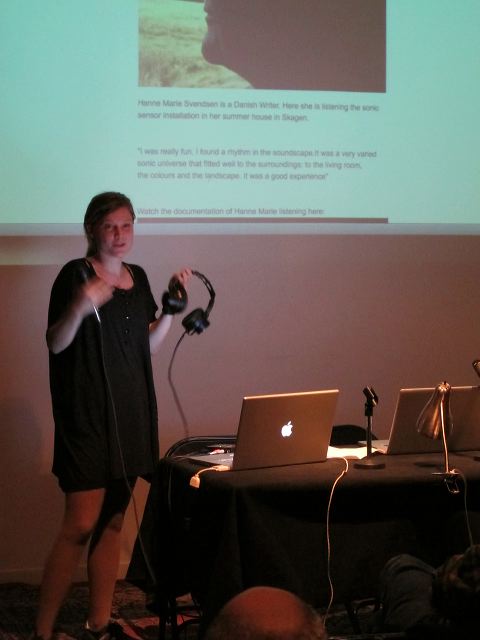 Hanne Marie Svendsen is a Danish Writer. Here she is listening the sonic
sensor installation in her summer house in Skagen.
"I was really fun. I found a rhythm in the soundscape.It was a very varied
sonic universe that fitted well to the surroundings: to the living room,
the colours and the landscape. It was a good experience"
Watch the documentation of Hanne Marie listening here: